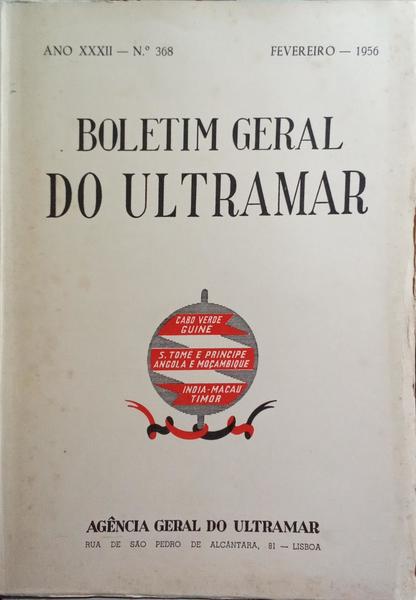 ANO XXXII — N.º 368 FEVEREIRO — 1956
BOLETIM GERAL
DO ULTRAMAR
CABO VERDE
GUINÉ
S. TOME E PRINCIPE
ANGOLA E MOÇAMBIQUE
INDIA-MACAU
TIMOR
AGÊNCIA GERAL DO ULTRAMAR
RUA DE SÃO PEDRO DE ALCÂNTARA, 81 — LISBOA